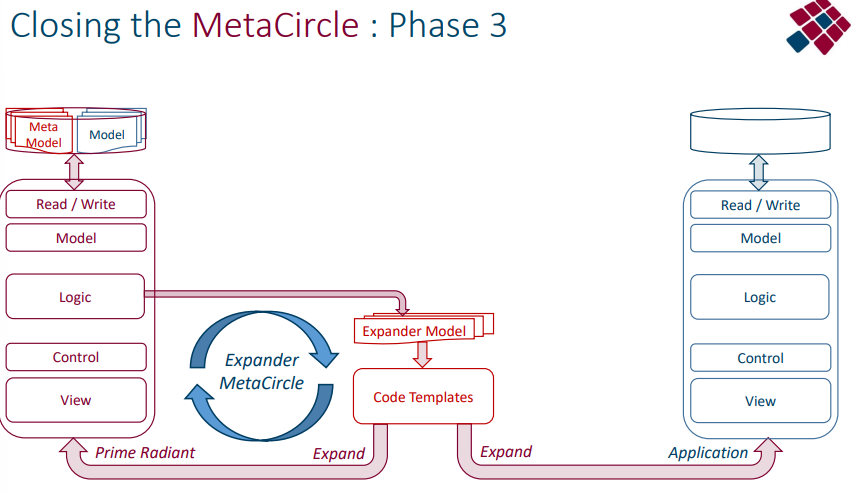 Closing the MetaCircle : Phase 3
Meta
Model
Model
Read / Write
Model
Logic
Control
View
Prime Radiant
Expander
MetaCircle
Expander Model
Code Templates
Expand
Expand
Read / Write
Model
Logic
Control
View
Application